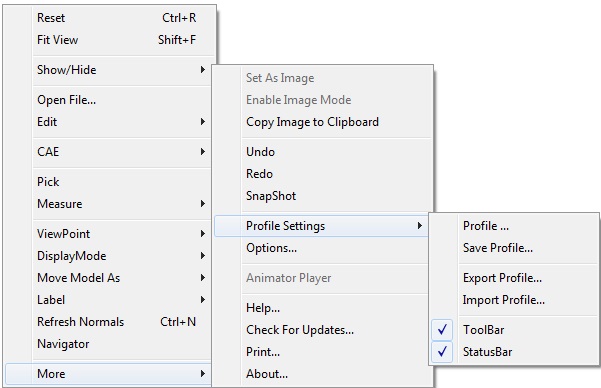 Reset Ctrl+R
Fit View Shift+F
Show/Hide
Open File...
Edit
CAE
Pick
Measure
ViewPoint
DisplayMode
Move Model As
Label
Refresh Normals Ctrl+N
Navigator
More
Set As Image
Enable Image Mode
Copy Image to Clipboard
Undo
Redo
SnapShot
Profile Settings
Options...
Animator Player
Help...
Check For Updates...
Print...
About...
Profile ...
Save Profile...
Export Profile...
Import Profile...
ToolBar
StatusBar